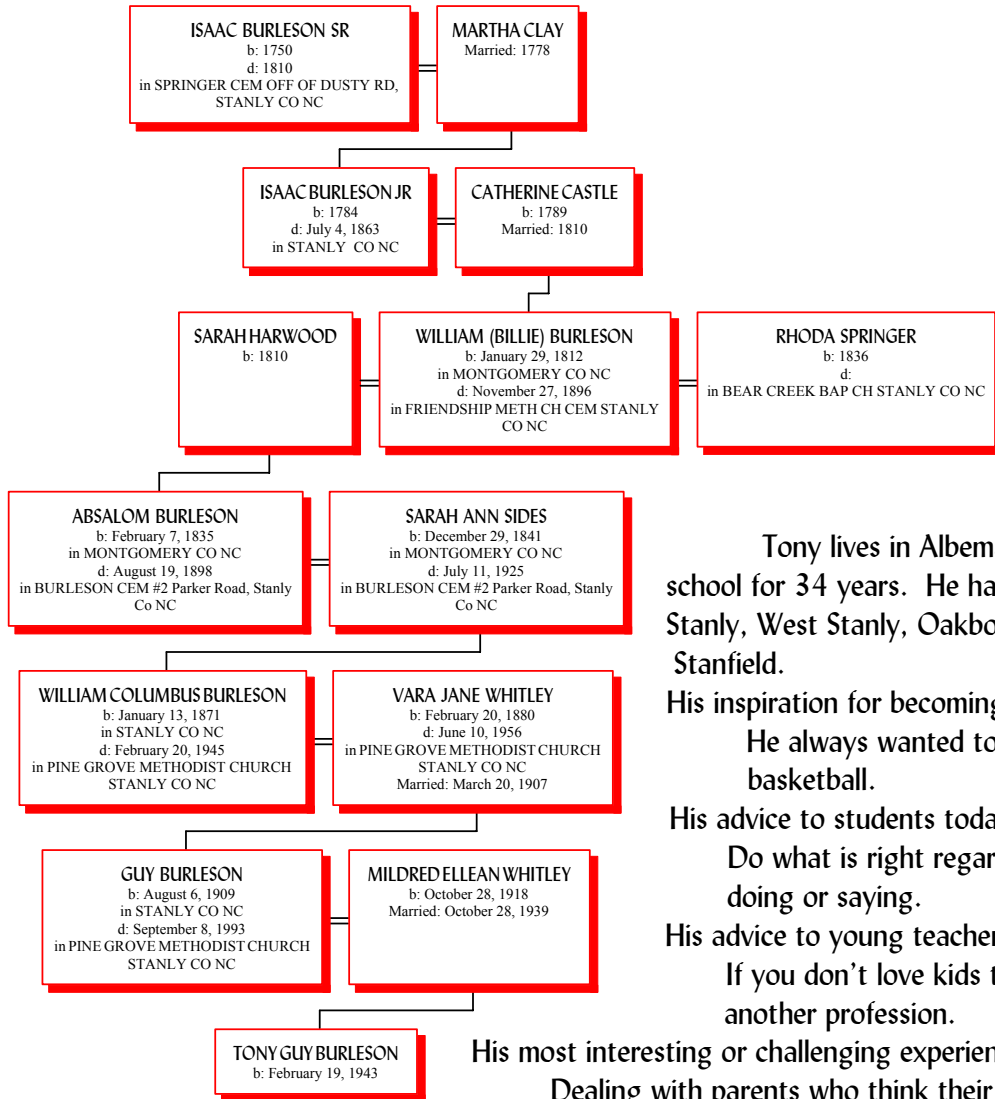 ISAAC BURLESON SR
b: 1750
d: 1810
in SPRINGER CEM OFF OF DUSTY RD,
STANLY CO NC
MARTHA CLAY
Married: 1778
ISAAC BURLESON JR
b: 1784
d: July 4, 1863
in STANLY CO NC
CATHERINE CASTLE
b: 1789
Married: 1810
SARAH HARWOOD
b: 1810
WILLIAM (BILLIE) BURLESON
b: January 29, 1812
in MONTGOMERY CO NC
d: November 27, 1896
in FRIENDSHIP METH CH CEM STANLY
CO NC
RHODA SPRINGER
b: 1836
d:
in BEAR CREEK BAP CH STANLY CO NC
ABSALOM BURLESON
b: February 7, 1835
in MONTGOMERY CO NC
d: August 19, 1898
in BURLESON CEM #2 Parker Road, Stanly
Co NC
SARAH ANN SIDES
b: December 29, 1841
in MONTGOMERY CO NC
d: July 11, 1925
in BURLESON CEM #2 Parker Road, Stanly
Co NC
WILLIAM COLUMBUS BURLESON
b: January 13, 1871
in STANLY CO NC
d: February 20, 1945
in PINE GROVE METHODIST CHURCH
STANLY CO NC
VARA JANE WHITLEY
b: February 20, 1880
d: June 10, 1956
in PINE GROVE METHODIST CHURCH
STANLY CO NC
Married: March 20, 1907
GUY BURLESON
b: August 6, 1909
in STANLY CO NC
d: September 8, 1993
in PINE GROVE METHODIST CHURCH
STANLY CO NC
MILDRED ELLEAN WHITLEY
b: October 28, 1918
Married: October 28, 1939
TONY GUY BURLESON
b: February 19, 1943
Tony lives in Albem
school for 34 years. He ha
Stanly, West Stanly, Oakbo
Stanfield.
His inspiration for becoming
He always wanted to
basketball.
His advice to students toda
Do what is right regar
doing or saying.
His advice to young teacher
If you don't love kids t
another profession.
His most interesting or challenging experien
Dealing with parents who think their